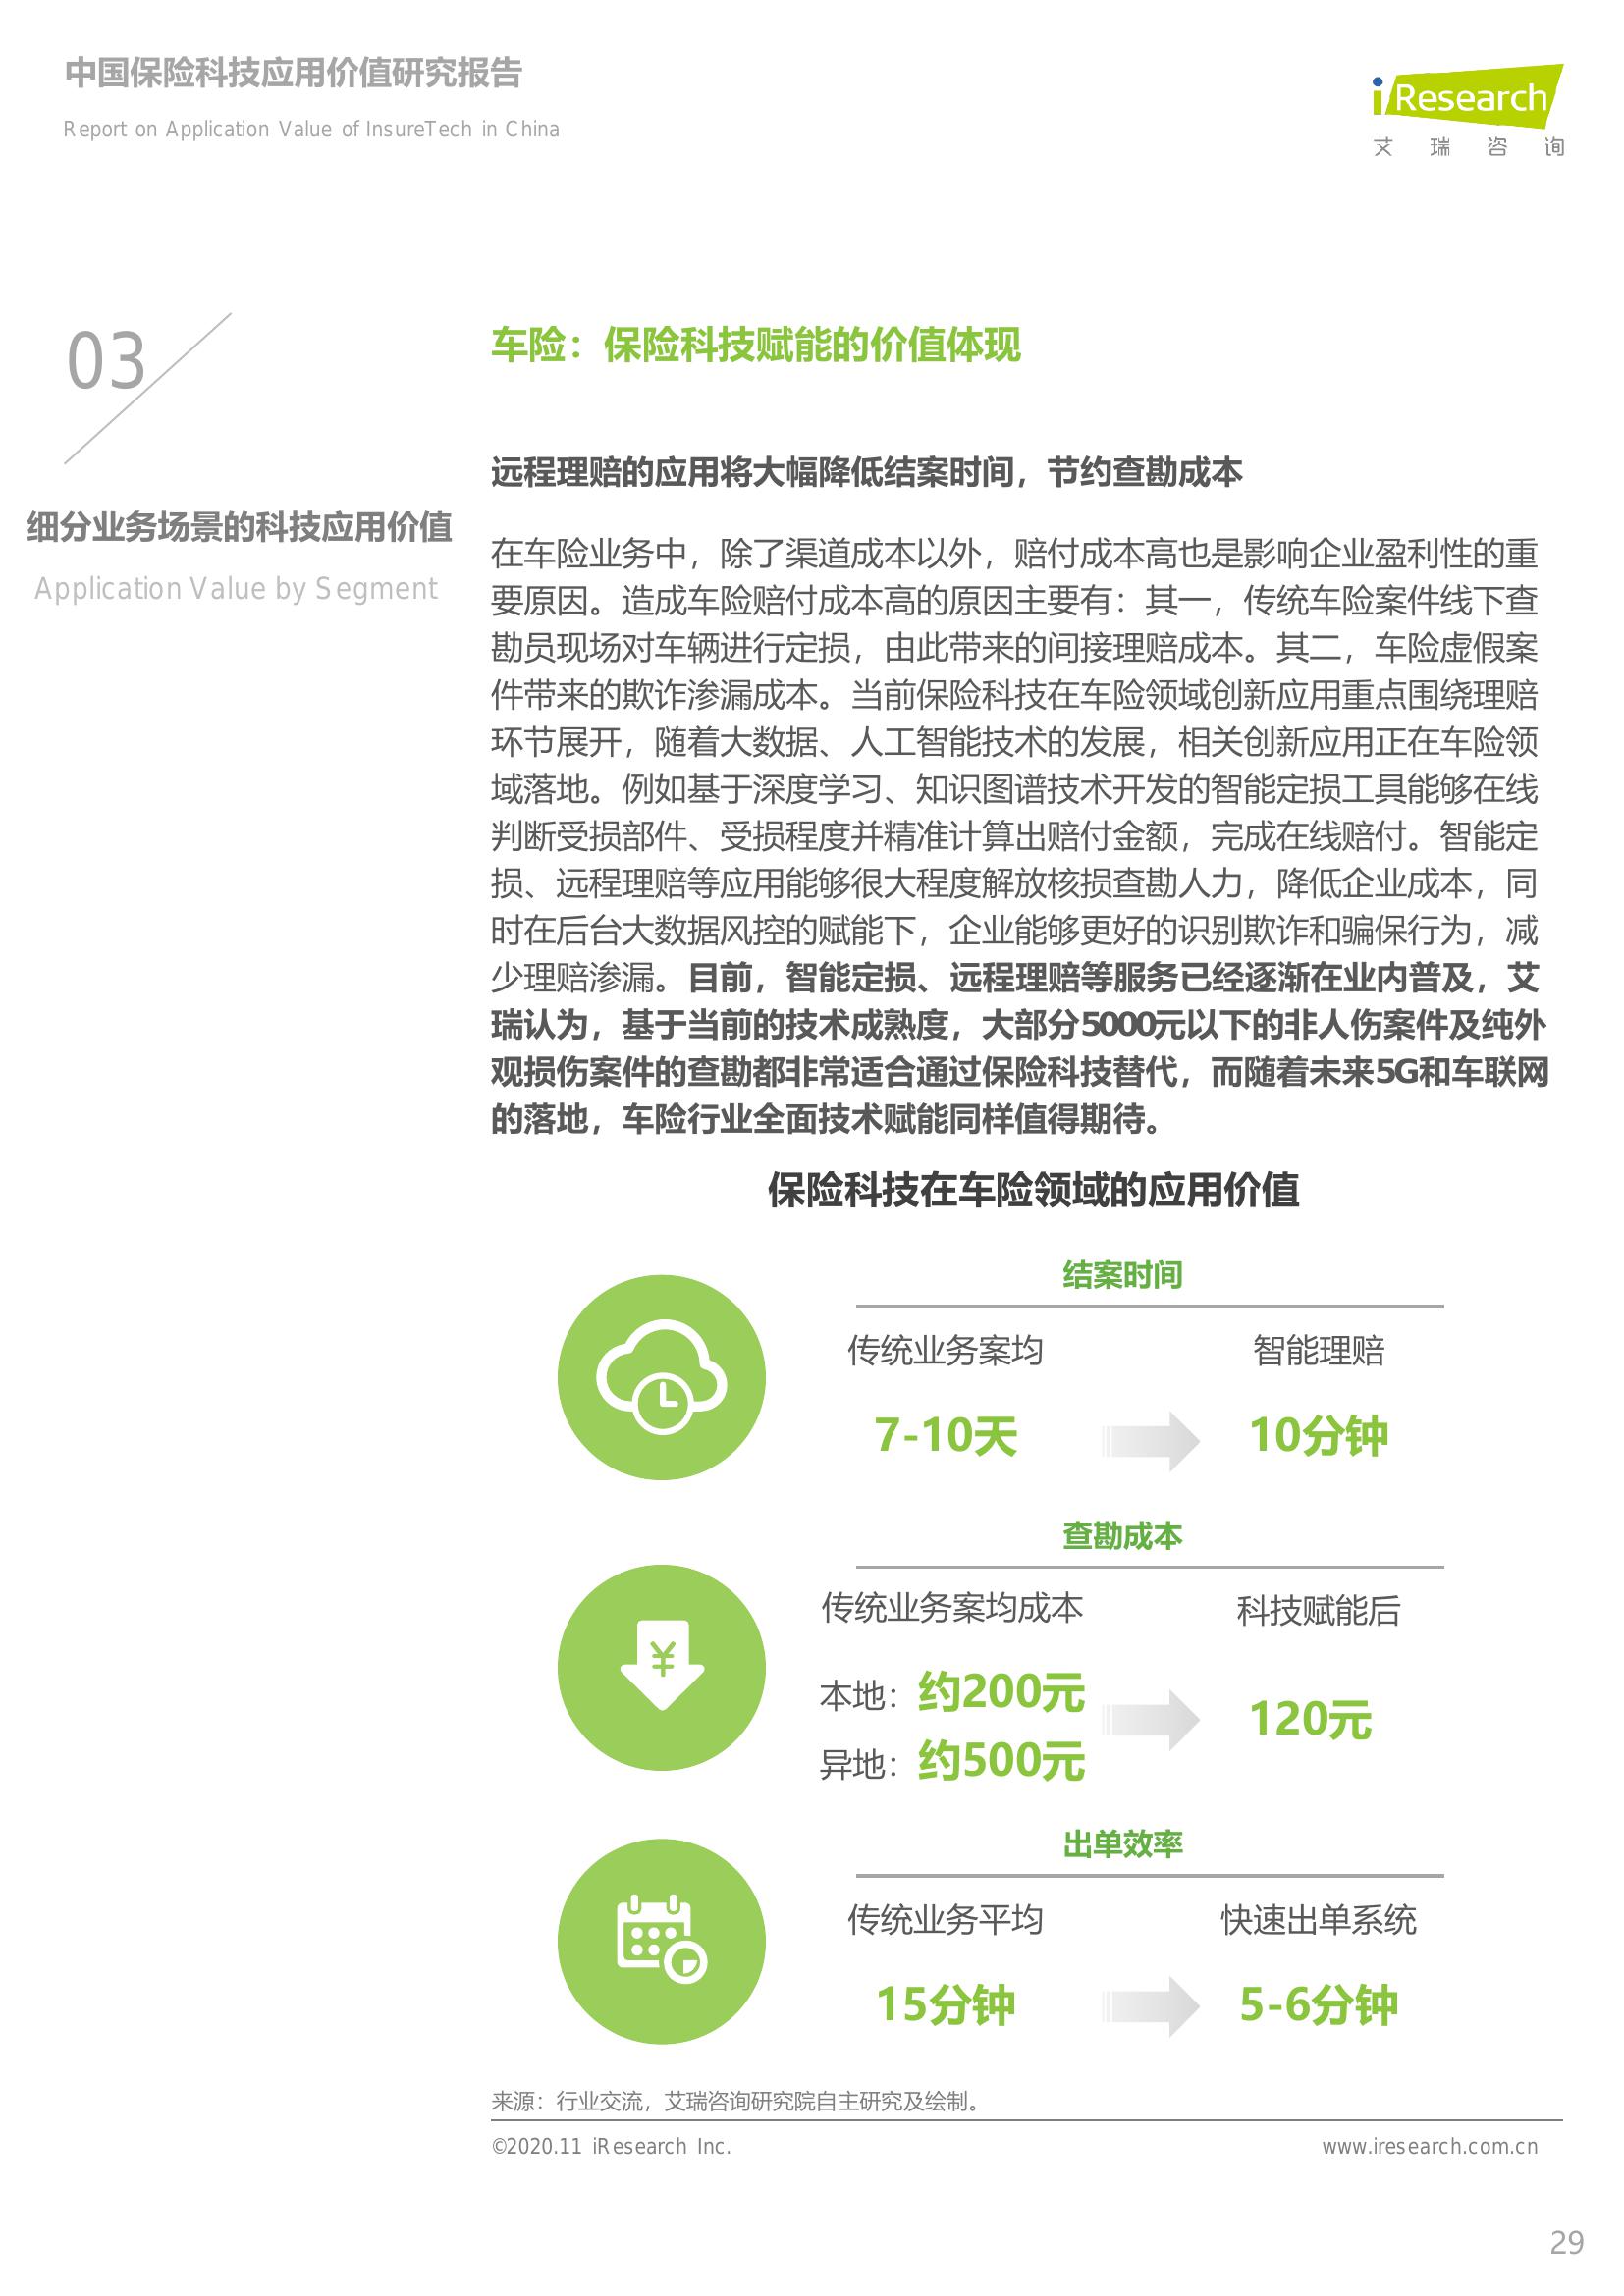 中国保险科技应用价值研究报告
Report on Application Value of InsureTech in China
iResearch
艾瑞咨询
03
细分业务场景的科技应用价值
Application Value by Segment
车险：保险科技赋能的价值体现
远程理赔的应用将大幅降低结案时间，节约查勘成本
在车险业务中，除了渠道成本以外，赔付成本高也是影响企业盈利性的重
要原因。造成车险赔付成本高的原因主要有：其一，传统车险案件线下查
勘员现场对车辆进行定损，由此带来的间接理赔成本。其二，车险虚假案
件带来的欺诈渗漏成本。当前保险科技在车险领域创新应用重点围绕理赔
环节展开，随着大数据、人工智能技术的发展，相关创新应用正在车险领
域落地。例如基于深度学习、知识图谱技术开发的智能定损工具能够在线
判断受损部件、受损程度并精准计算出赔付金额，完成在线赔付。智能定
损、远程理赔等应用能够很大程度解放核损查勘人力，降低企业成本，同
时在后台大数据风控的赋能下，企业能够更好的识别欺诈和骗保行为，减
少理赔渗漏。目前，智能定损、远程理赔等服务已经逐渐在业内普及，艾
瑞认为，基于当前的技术成熟度，大部分5000元以下的非人伤案件及纯外
观损伤案件的查勘都非常适合通过保险科技替代，而随着未来5G和车联网
的落地，车险行业全面技术赋能同样值得期待。
保险科技在车险领域的应用价值
结案时间
传统业务案均
智能理赔
7-10天
10分钟
查勘成本
传统业务案均成本
科技赋能后
¥
本地：约200元
120元
异地：约500元
出单效率
传统业务平均
快速出单系统
15分钟
5-6分钟
来源：行业交流，艾瑞咨询研究院自主研究及绘制。
©2020.11 iResearch Inc.
www.iresearch.com.cn
29